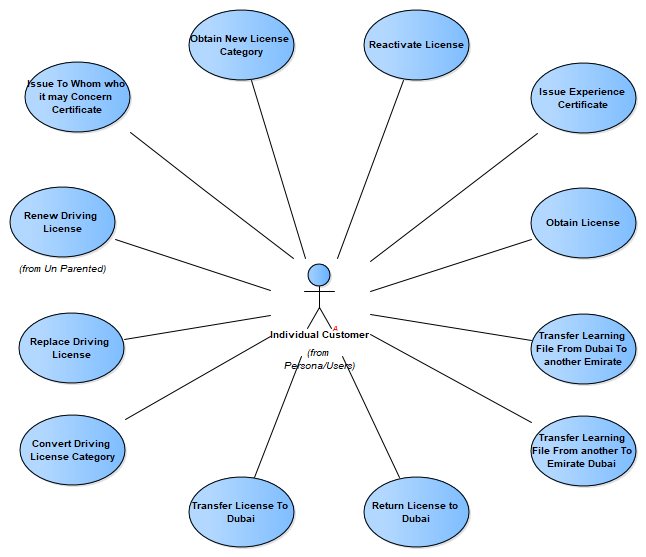 Obtain New License
Category
Reactivate License
Issue To Whom who
it may Concern
Certificate
Issue Experience
Certificate
Renew Driving
License
(from Un Parented)
Obtain License
A
Individual Customer
(from
Persona/Users)
Replace Driving
License
Transfer Learning
File From Dubai To
another Emirate
Convert Driving
License Category
Transfer Learning
File From another To
Emirate Dubai
Transfer License To
Dubai
Return License to
Dubai